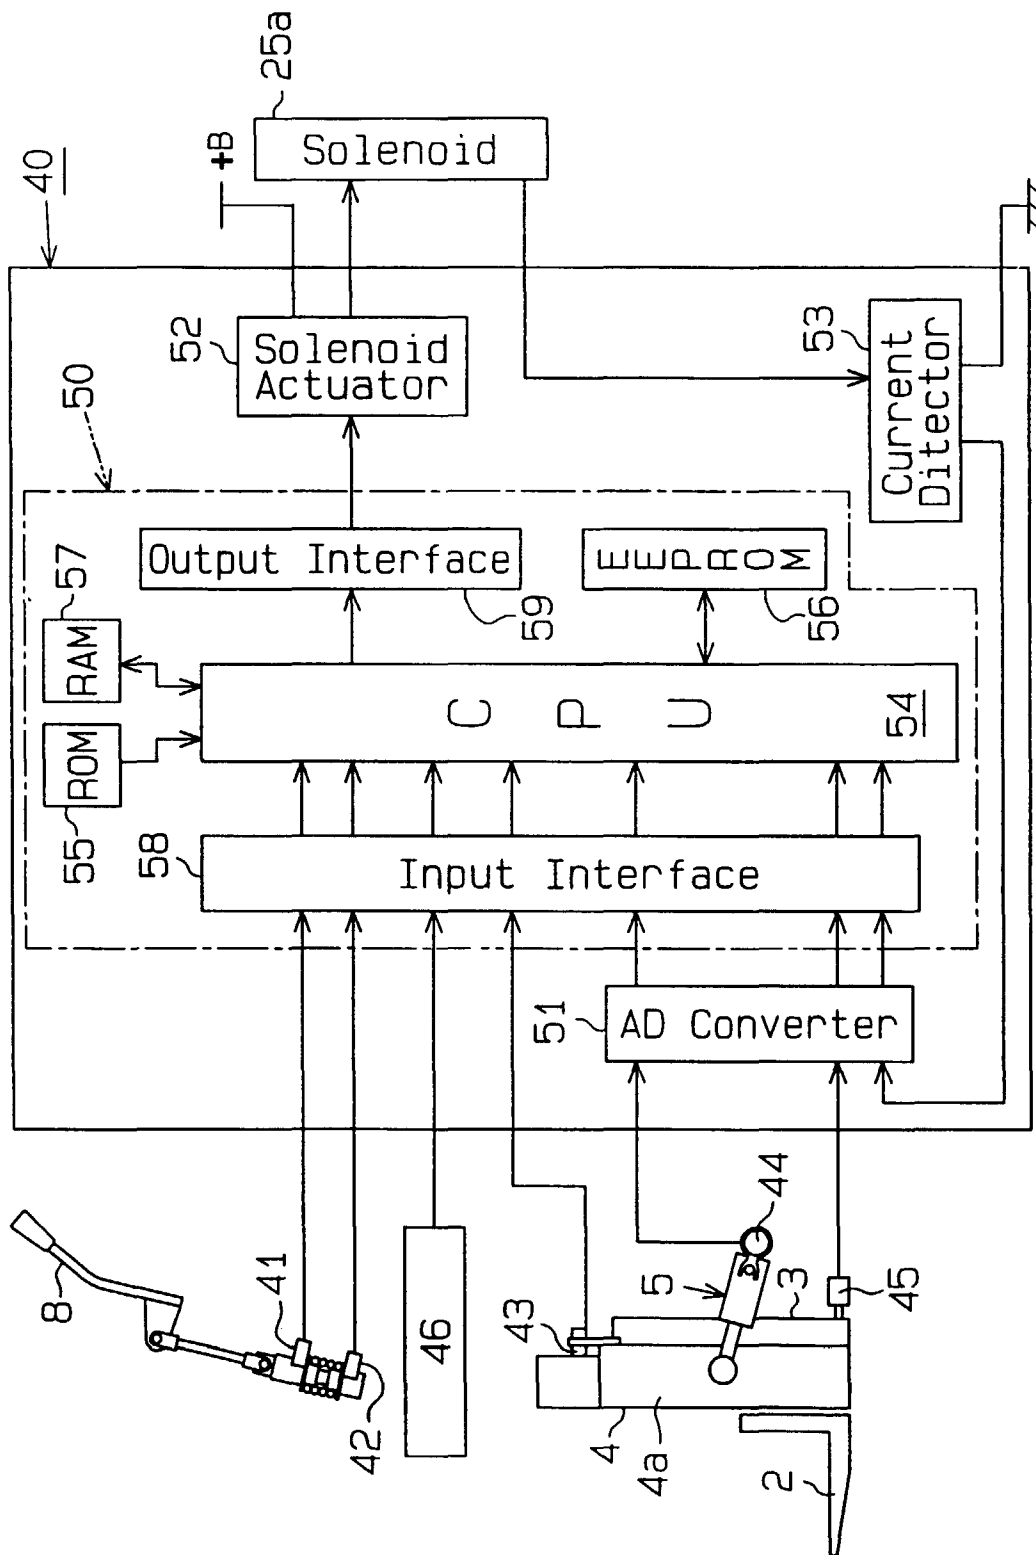 40
+B
25a
Solenoid
52
Solenoid
Actuator
50
53
Current
Ditector
57
RAM
55
ROM
Output Interface
59
EEPROM
56
CPU
54
58
Input Interface
51
AD Converter
8
41
42
46
43
5
44
3
45
4
4a
2